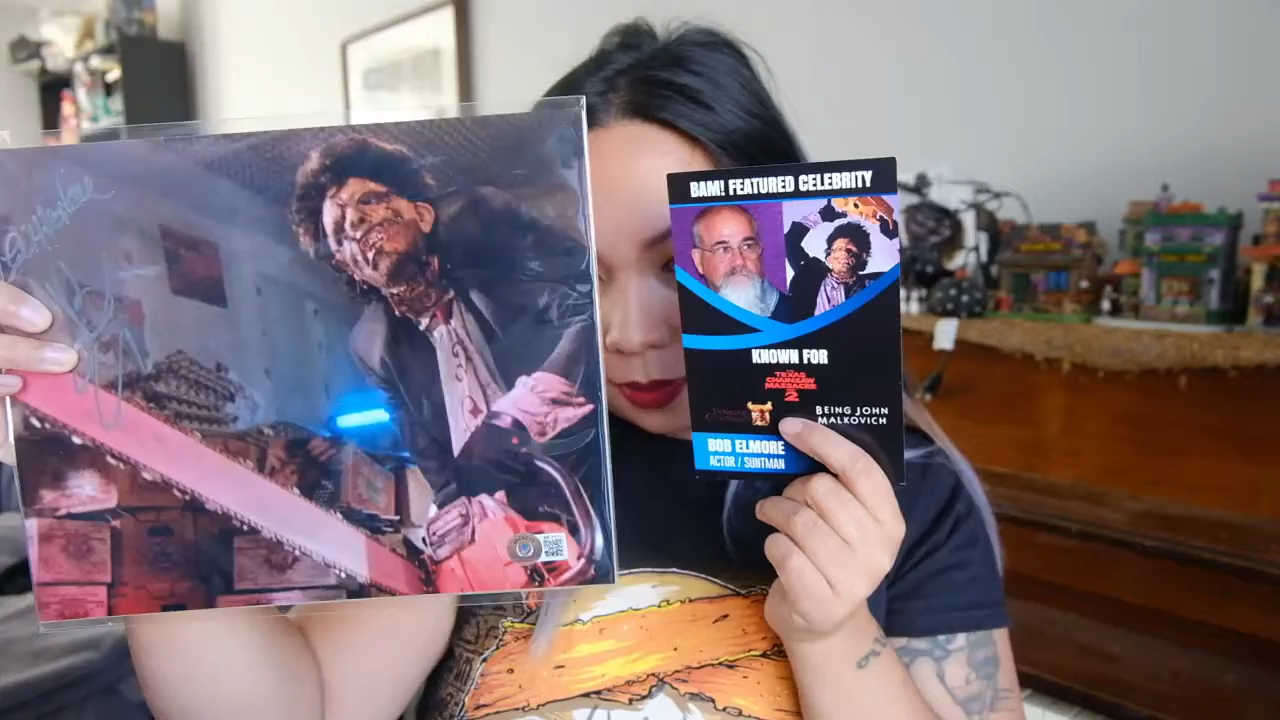 BAM! FEATURED CELEBRITY
KNOWN FOR
THE
TEXAS
CHAINSAW
MASSACRE
2
BEING JOHN
MALKOVICH
BOB ELMORE
ACTOR / SUNTMAN